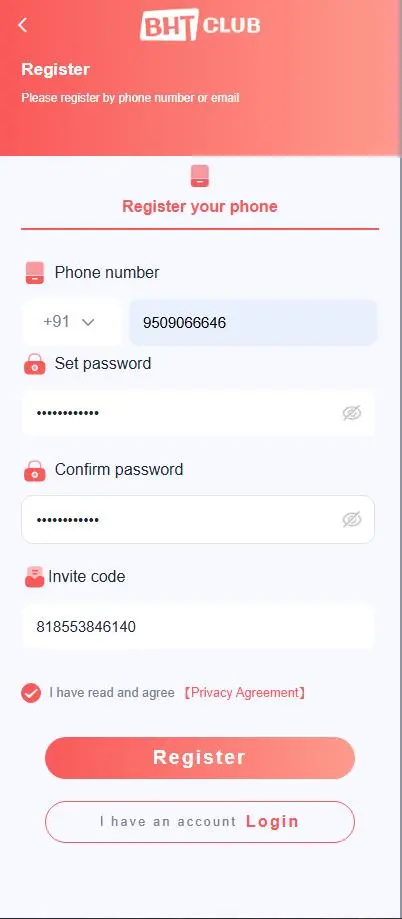 BHT CLUB
Register
Please register by phone number or email
Register your phone
Phone number
+91 9509066646
Set password
••••••••••••
Confirm password
••••••••••••
Invite code
818553846140
I have read and agree 【Privacy Agreement】
Register
I have an account Login